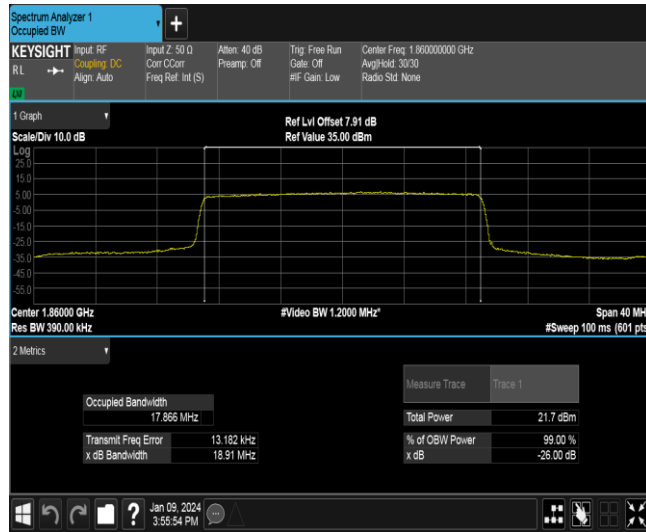 Spectrum Analyzer 1
Occupied BW
+
KEYSIGHT Input: RF Input Z: 50 Ω Atten: 40 dB Trig: Free Run Center Freq: 1.860000000 GHz
RL Coupling: DC Corr CCorr Preamp: Off Gate: Off Avg|Hold: 30/30
Align: Auto Freq Ref: Int (S) #IF Gain: Low Radio Std: None
LXI
1 Graph
Ref Lvl Offset 7.91 dB
Scale/Div 10.0 dB Ref Value 35.00 dBm
Log
25.0
15.0
5.00
-5.00
-15.0
-25.0
-35.0
-45.0
-55.0
Center 1.86000 GHz #Video BW 1.2000 MHz* Span 40 MH
Res BW 390.00 kHz #Sweep 100 ms (601 pts
2 Metrics
Measure Trace Trace 1
Occupied Bandwidth
17.866 MHz Total Power 21.7 dBm
Transmit Freq Error 13.182 kHz % of OBW Power 99.00 %
x dB Bandwidth 18.91 MHz x dB -26.00 dB
? Jan 09, 2024
3:55:54 PM